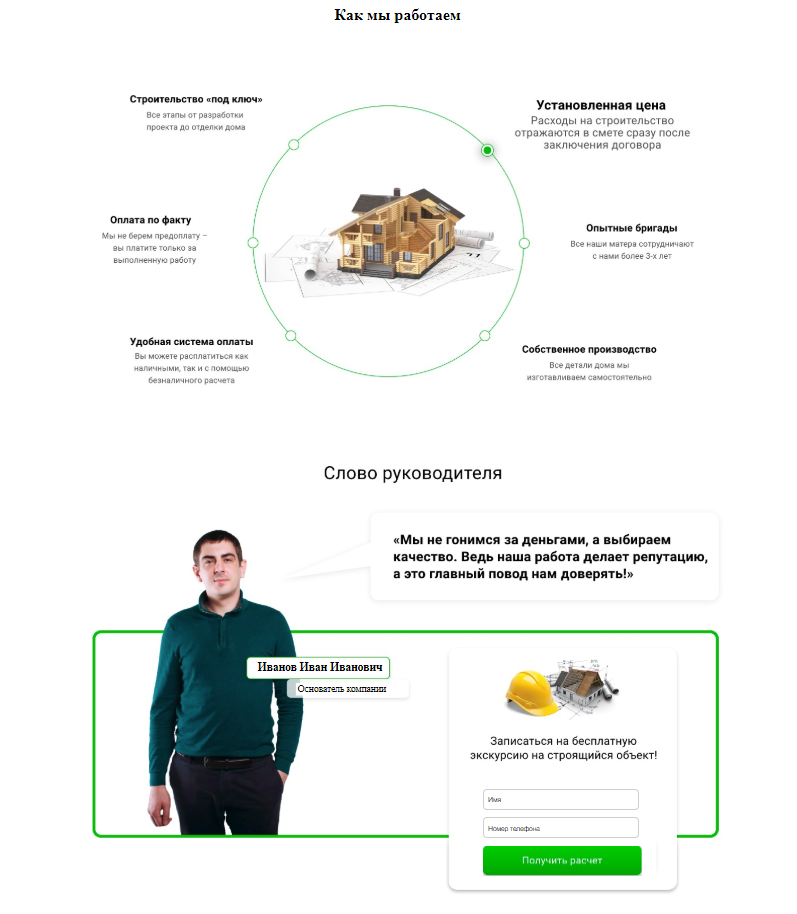 Как мы работаем
Строительство «под ключ»
Все этапы от разработки
проекта до отделки дома
Установленная цена
Расходы на строительство
отражаются в смете сразу после
заключения договора
Оплата по факту
Мы не берем предоплату –
вы платите только за
выполненную работу
Опытные бригады
Все наши матера сотрудничают
с нами более 3-х лет
Удобная система оплаты
Вы можете расплатиться как
наличными, так и с помощью
безналичного расчета
Собственное производство
Все детали дома мы
изготавливаем самостоятельно
Слово руководителя
«Мы не гонимся за деньгами, а выбираем
качество. Ведь наша работа делает репутацию,
а это главный повод нам доверять!»
Иванов Иван Иванович
Основатель компании
Записаться на бесплатную
экскурсию на строящийся объект!
Имя
Номер телефона
Получить расчет